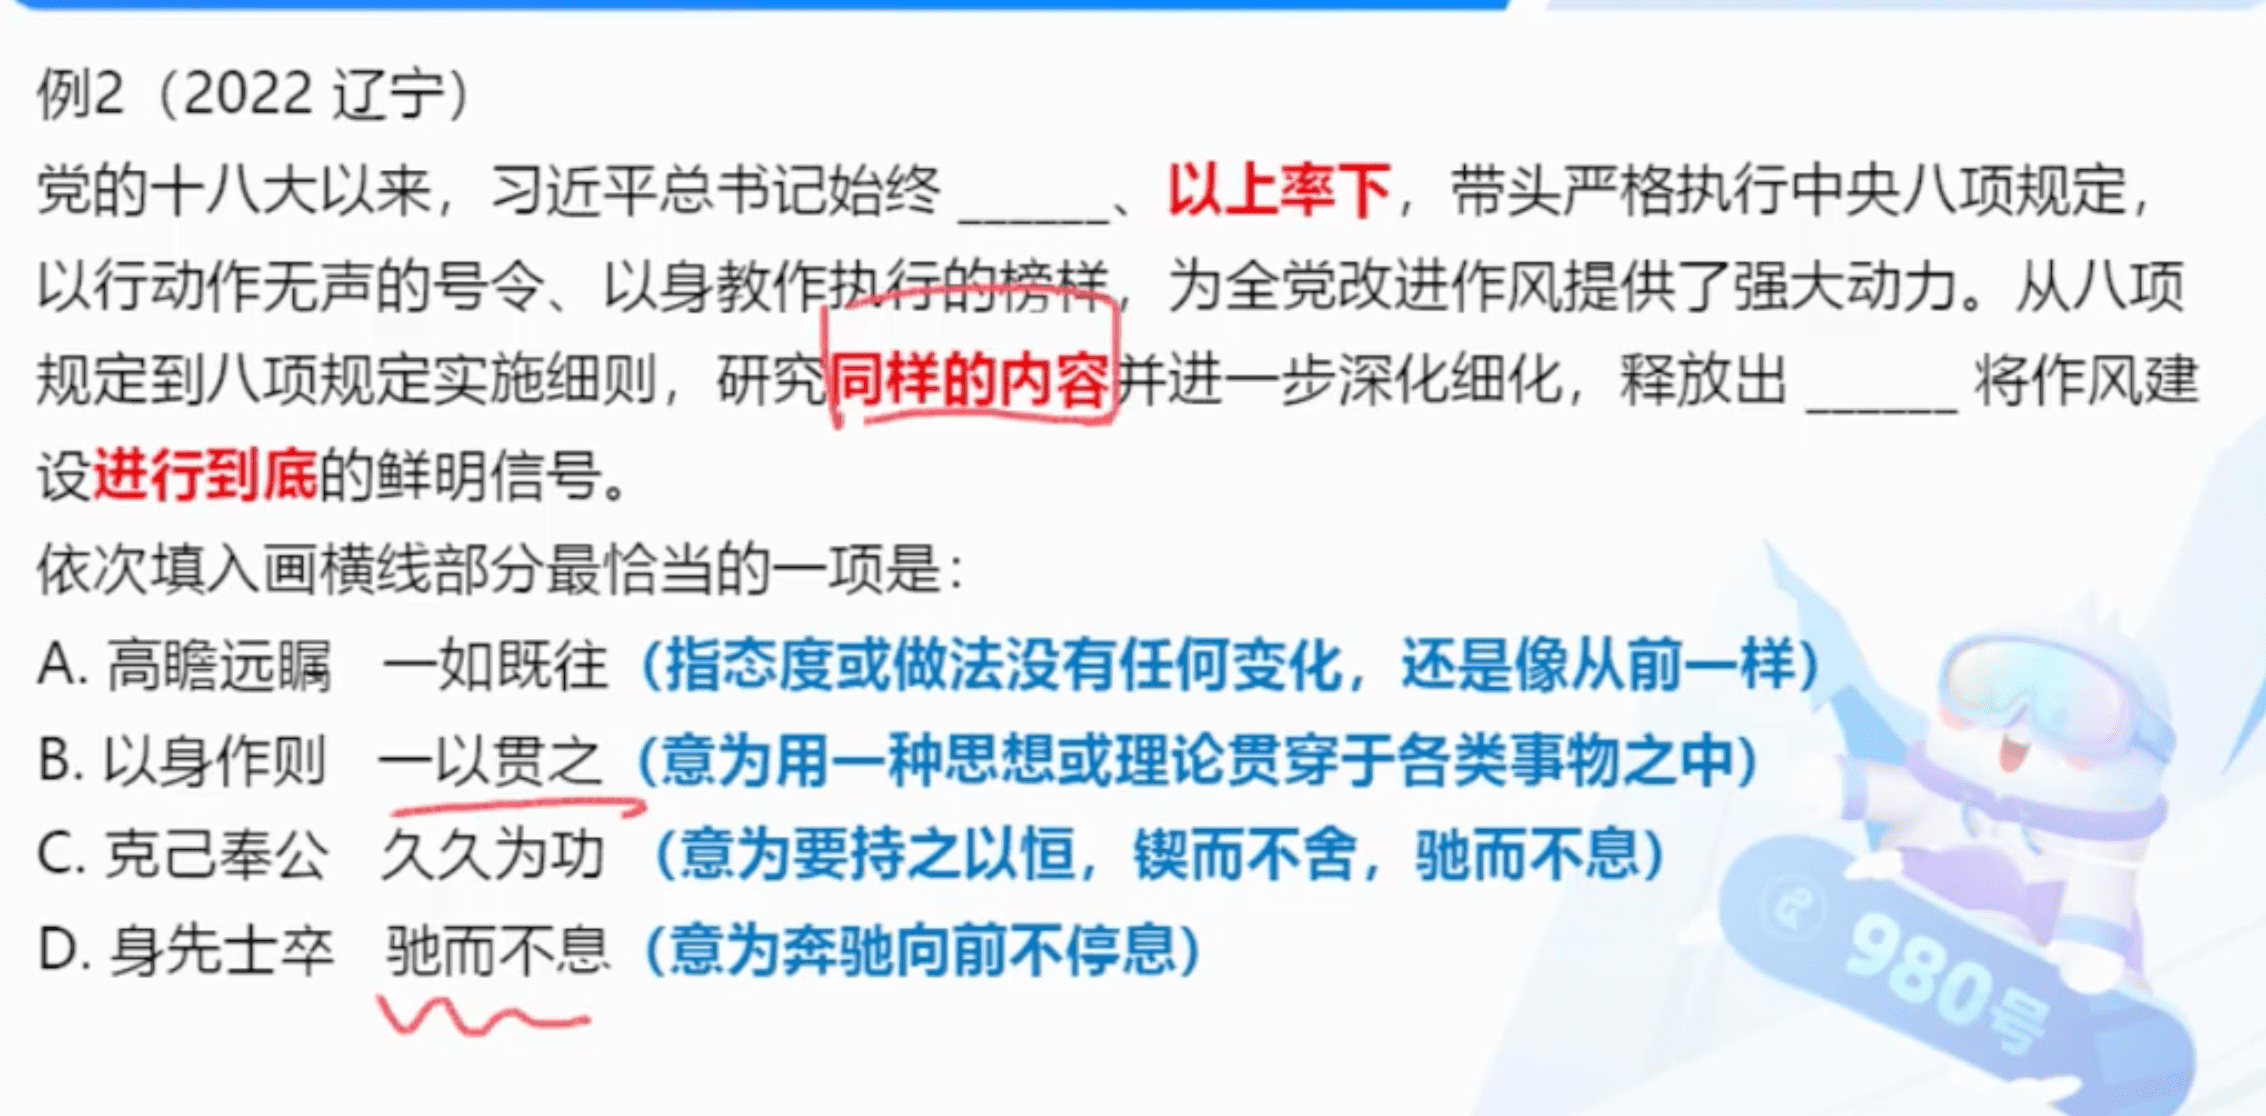 例2（2022 辽宁）
党的十八大以来，习近平总书记始终 ______、以上率下，带头严格执行中央八项规定，
以行动作无声的号令、以身教作执行的榜样，为全党改进作风提供了强大动力。从八项
规定到八项规定实施细则，研究同样的内容并进一步深化细化，释放出 ______ 将作风建
设进行到底的鲜明信号。
依次填入画横线部分最恰当的一项是：
A. 高瞻远瞩 一如既往（指态度或做法没有任何变化，还是像从前一样）
B. 以身作则 一以贯之（意为用一种思想或理论贯穿于各类事物之中）
C. 克己奉公 久久为功（意为要持之以恒，锲而不舍，驰而不息）
D. 身先士卒 驰而不息（意为奔驰向前不停息）
980号